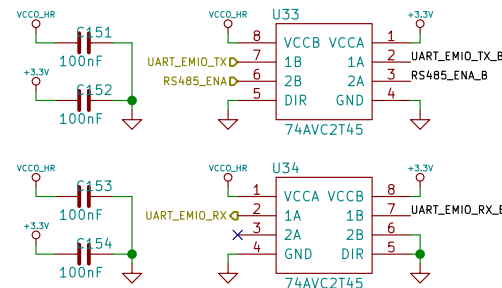 VCCO_HR
C151
100nF
+3.3V
C152
100nF
VCCO_HR
U33
+3.3V
8 VCCB VCCA 1
UART_EMIO_TX 7 1B 1A 2 UART_EMIO_TX_B
RS485_ENA 6 2B 2A 3 RS485_ENA_B
5 DIR GND 4
74AVC2T45
VCCO_HR
C153
100nF
+3.3V
C154
100nF
VCCO_HR
U34
+3.3V
1 VCCA VCCB 8
UART_EMIO_RX 2 1A 1B 7 UART_EMIO_RX_B
3 2A 2B 6
4 GND DIR 5
74AVC2T45